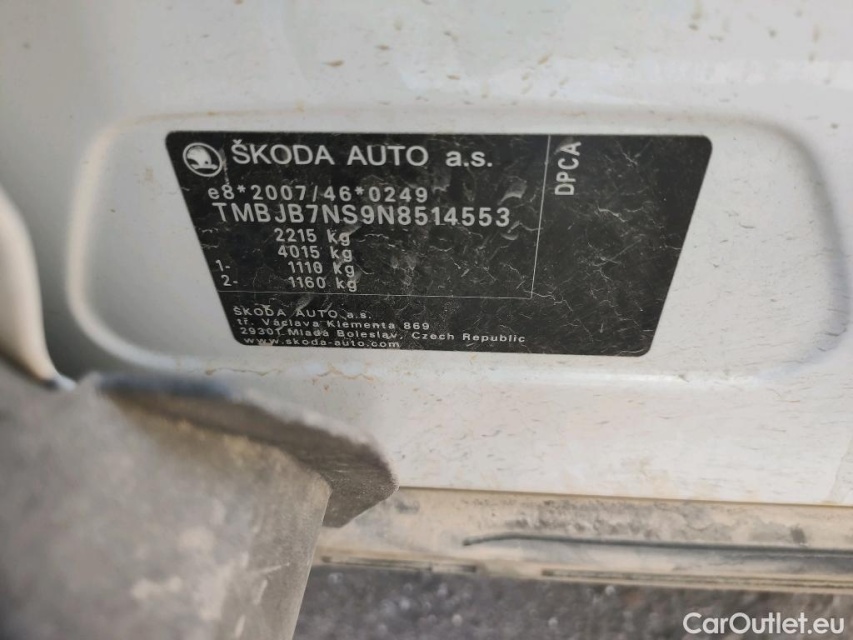 ŠKODA AUTO a.s.
DPCA
e8*2007/46*0249
TMBJB7NS9N8514553
2215 kg
4015 kg
1- 1110 kg
2- 1160 kg
ŠKODA AUTO a.s.
tř. Václava Klementa 869
29301 Mladá Boleslav, Czech Republic
www.skoda-auto.com
CarOutlet.eu